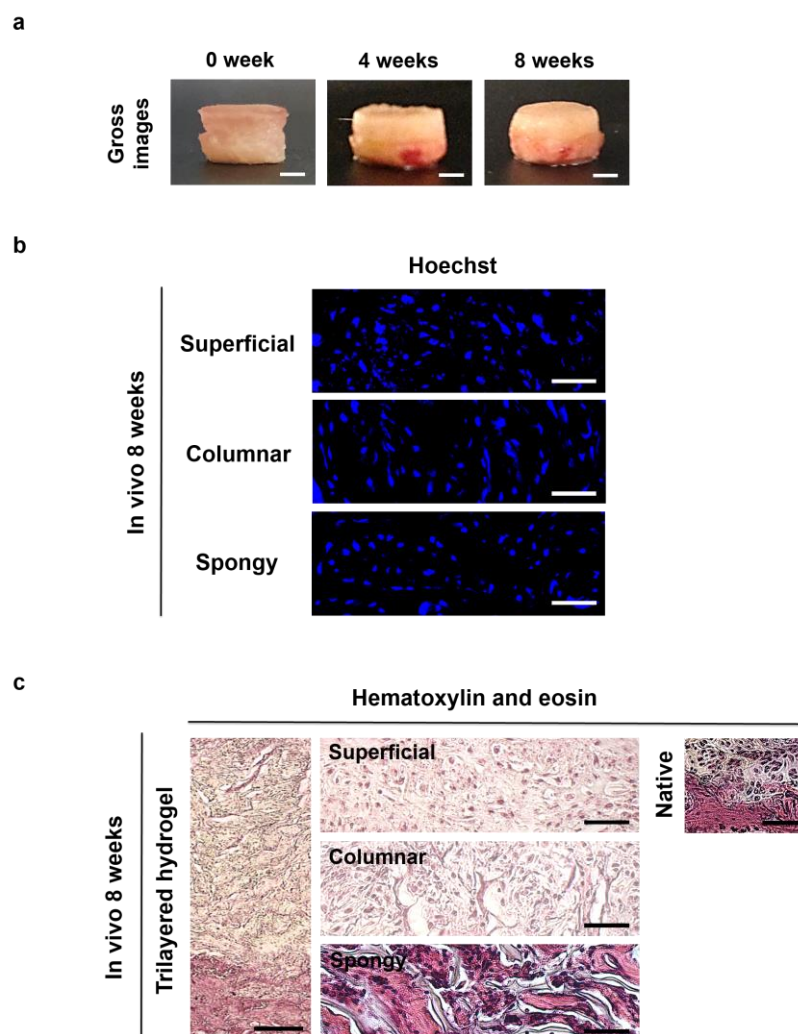 a
0 week
4 weeks
8 weeks
Gross
images
b
Hoechst
In vivo 8 weeks
Superficial
Columnar
Spongy
c
Hematoxylin and eosin
In vivo 8 weeks
Trilayered hydrogel
Superficial
Columnar
Spongy
Native